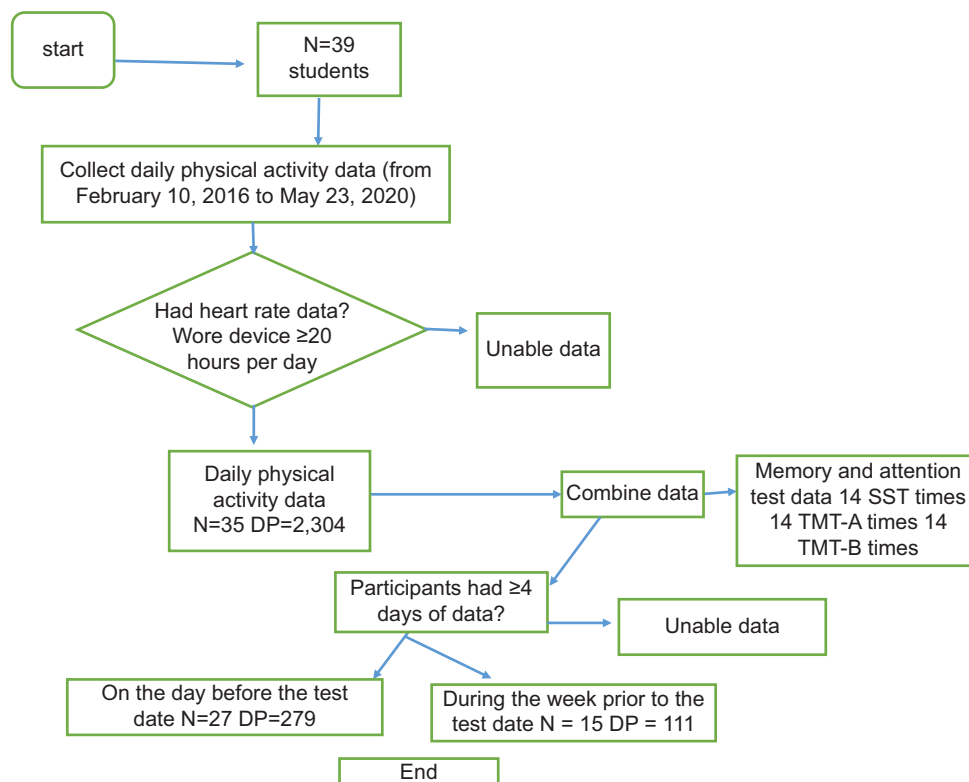 start
N=39
students
Collect daily physical activity data (from
February 10, 2016 to May 23, 2020)
Had heart rate data?
Wore device ≥20
hours per day
Unable data
Daily physical
activity data
N=35 DP=2,304
Combine data
Memory and attention
test data 14 SST times
14 TMT-A times 14
TMT-B times
Participants had ≥4
days of data?
Unable data
On the day before the test
date N=27 DP=279
During the week prior to the
test date N = 15 DP = 111
End